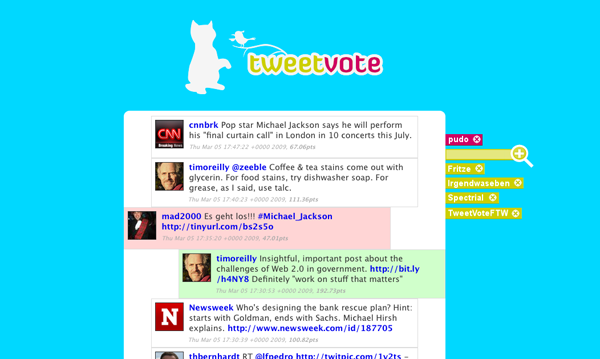 tweetvote
cnnbrk Pop star Michael Jackson says he will perform
his "final curtain call" in London in 10 concerts this July.
Thu Mar 05 17:47:22 +0000 2009, 67.06pts
timoreilly @zeeble Coffee & tea stains come out with
glycerin. For food stains, try dishwasher soap. For
grease, as I said, use talc.
Thu Mar 05 17:40:23 +0000 2009, 111.36pts
mad2000 Es geht los!!! #Michael_Jackson
http://tinyurl.com/bs2s5o
Thu Mar 05 17:35:20 +0000 2009, 47.01pts
timoreilly Insightful, important post about the
challenges of Web 2.0 in government. http://bit.ly
/h4NY8 Definitely "work on stuff that matters"
Thu Mar 05 17:30:53 +0000 2009, 192.73pts
Newsweek Who's designing the bank rescue plan? Hint:
starts with Goldman, ends with Sachs. Michael Hirsh
explains. http://www.newsweek.com/id/187705
Thu Mar 05 17:30:39 +0000 2009, 100.62pts
thbernhardt RT @lfpedro http://twitpic.com/1y2ts –
CNN
Breaking News
N
pudo
Fritze
Irgendwaseben
Spectrial
TweetVoteFTW